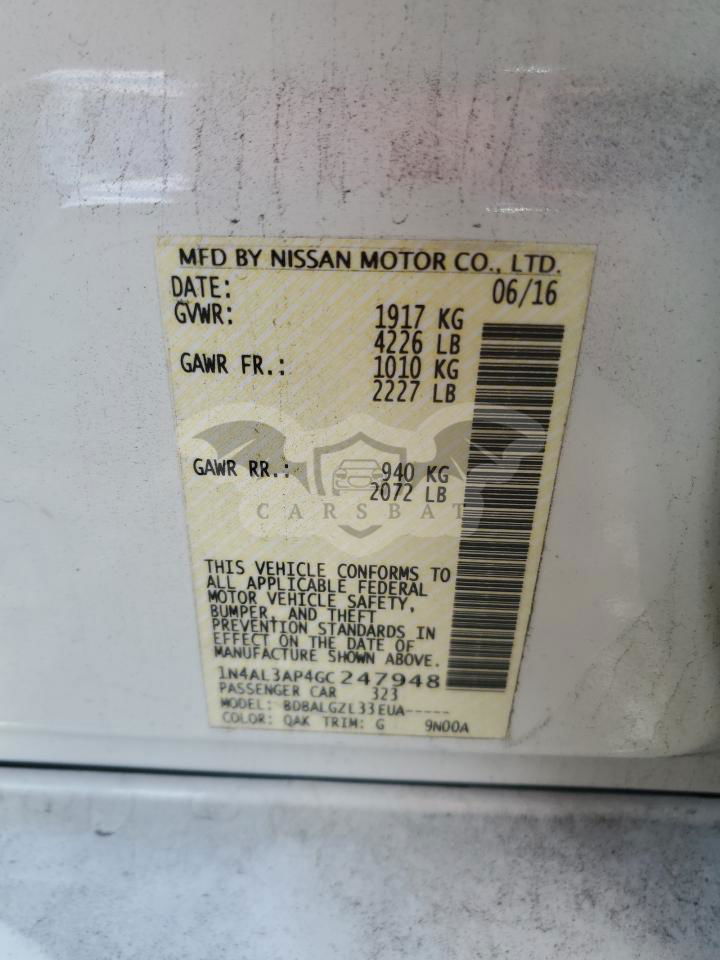 MFD BY NISSAN MOTOR CO., LTD.
DATE: 06/16
GVWR: 1917 KG
4226 LB
GAWR FR.: 1010 KG
2227 LB
GAWR RR.: 940 KG
2072 LB
CARSBAT
THIS VEHICLE CONFORMS TO
ALL APPLICABLE FEDERAL
MOTOR VEHICLE SAFETY,
BUMPER, AND THEFT
PREVENTION STANDARDS IN
EFFECT ON THE DATE OF
MANUFACTURE SHOWN ABOVE.
1N4AL3AP4GC247948
PASSENGER CAR 323
MODEL: BDBALGZL33EUA-----
COLOR: QAK TRIM: G 9N00A